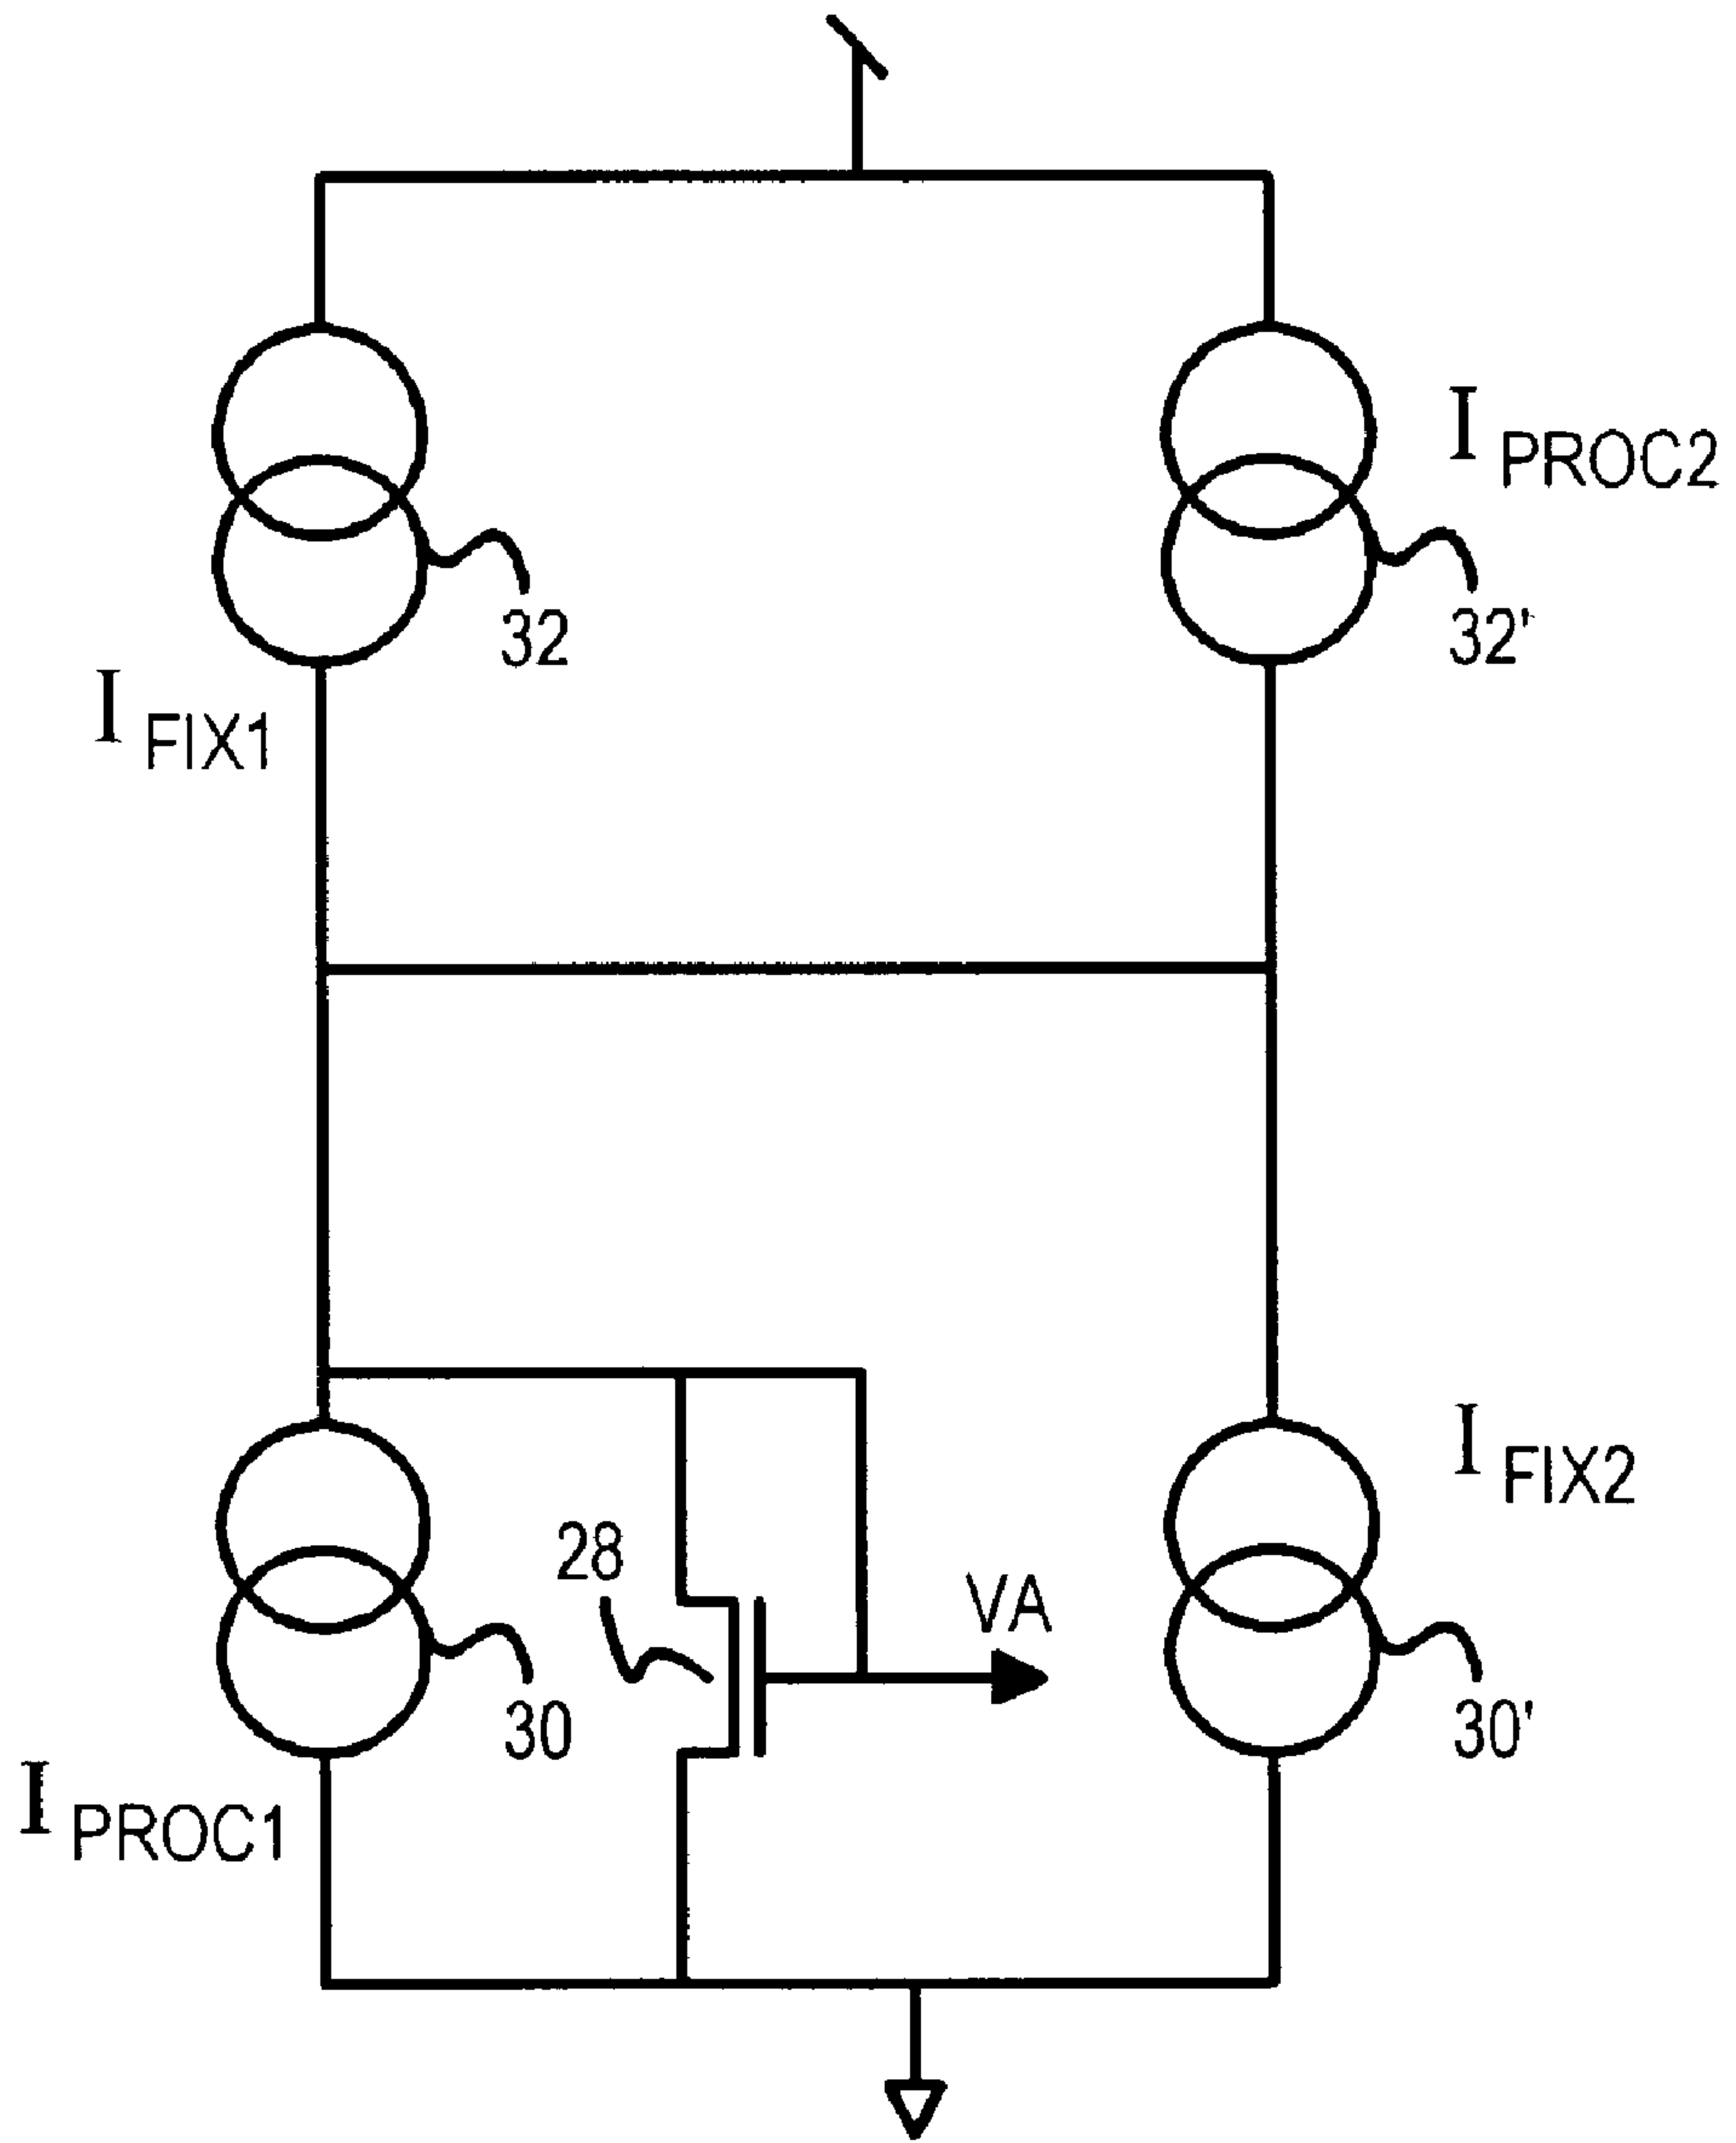 I PROC2
32
32'
I FIX1
I FIX2
28
VA
30
30'
I PROC1